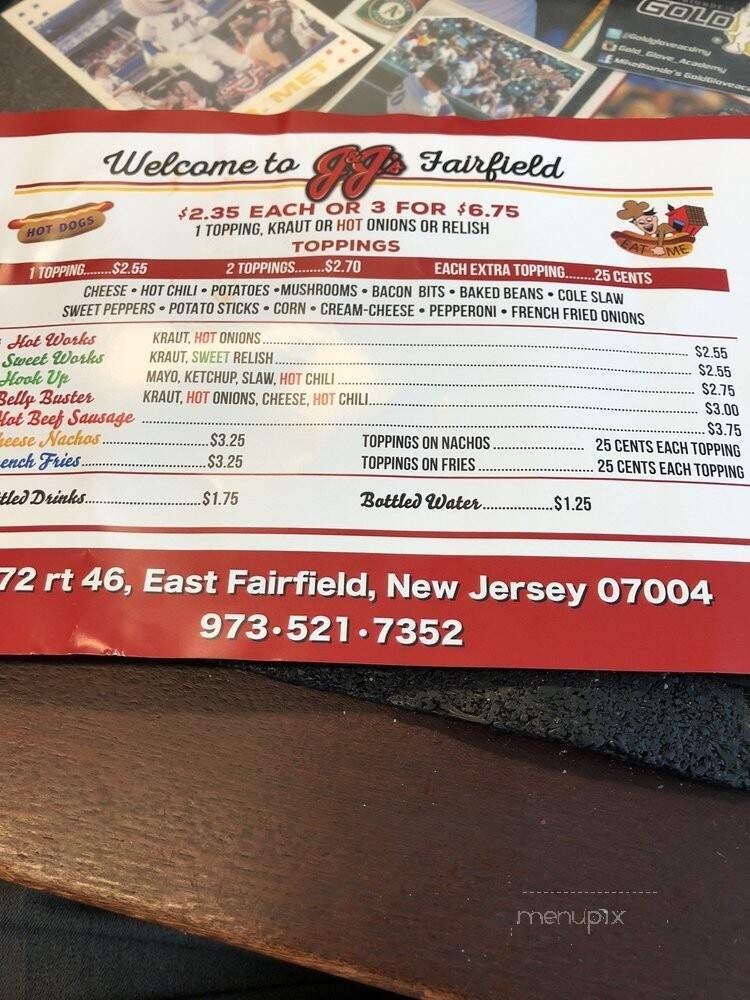 MET
GOLD
@Goldgloveacdmy
Gold_Glove_Academy
Welcome to J&J's Fairfield
HOT DOGS
$2.35 EACH OR 3 FOR $6.75
1 TOPPING, KRAUT OR HOT ONIONS OR RELISH
EAT ME
TOPPINGS
1 TOPPING.......$2.55 2 TOPPINGS.......$2.70 EACH EXTRA TOPPING.......25 CENTS
CHEESE • HOT CHILI • POTATOES •MUSHROOMS • BACON BITS • BAKED BEANS • COLE SLAW
SWEET PEPPERS • POTATO STICKS • CORN • CREAM-CHEESE • PEPPERONI • FRENCH FRIED ONIONS
Hot Works KRAUT, HOT ONIONS $2.55
Sweet Works KRAUT, SWEET RELISH $2.55
Hook Up MAYO, KETCHUP, SLAW, HOT CHILI $2.75
Belly Buster KRAUT, HOT ONIONS, CHEESE, HOT CHILI $3.00
Hot Beef Sausage $3.75
heese Nachos $3.25 TOPPINGS ON NACHOS 25 CENTS EACH TOPPING
ench Fries $3.25 TOPPINGS ON FRIES 25 CENTS EACH TOPPING
ttled Drinks $1.75 Bottled Water $1.25
72 rt 46, East Fairfield, New Jersey 07004
973•521•7352
menupix